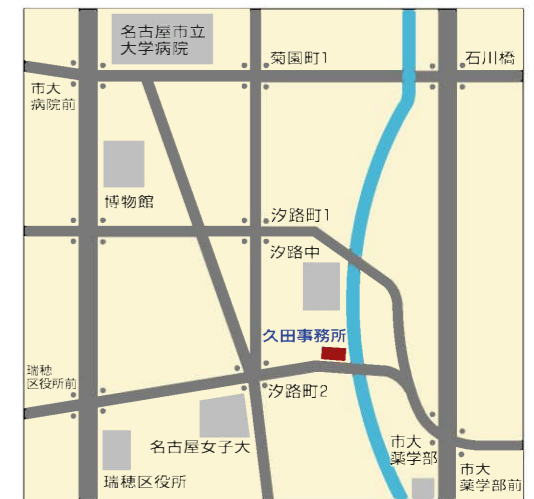 名古屋市立
大学病院
菊園町1
石川橋
市大
病院前
博物館
汐路町1
汐路中
久田事務所
瑞穂
区役所前
汐路町2
名古屋女子大
市大
薬学部
瑞穂区役所
市大
薬学部前